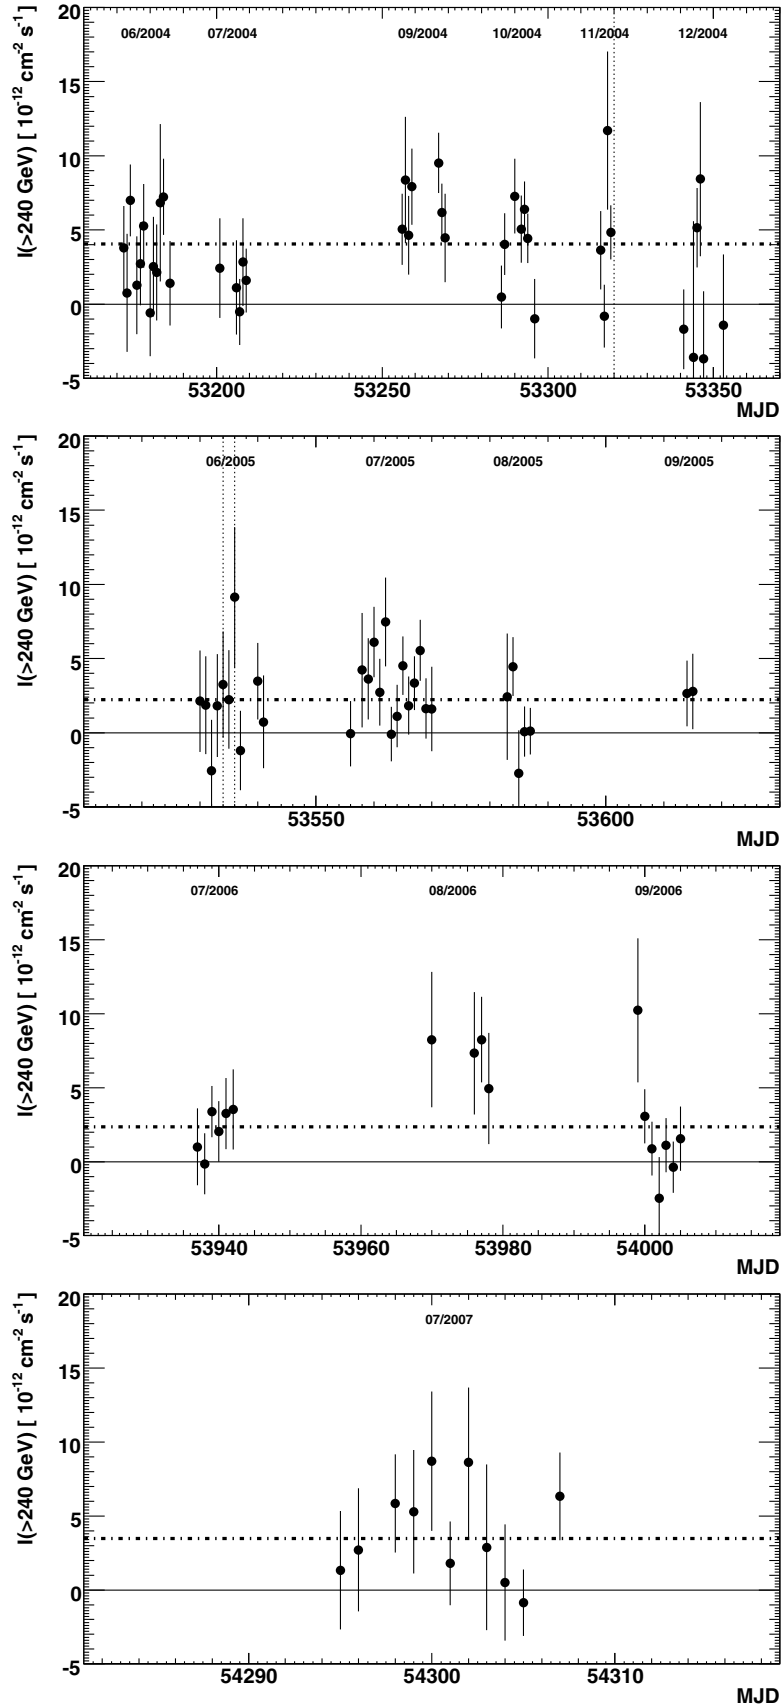 I(>240 GeV) [ 10⁻¹² cm⁻² s⁻¹ ]
20
15
10
5
0
-5
06/2004 07/2004 09/2004 10/2004 11/2004 12/2004
53200 53250 53300 53350
MJD
I(>240 GeV) [ 10⁻¹² cm⁻² s⁻¹ ]
20
15
10
5
0
-5
06/2005 07/2005 08/2005 09/2005
53550 53600
MJD
I(>240 GeV) [ 10⁻¹² cm⁻² s⁻¹ ]
20
15
10
5
0
-5
07/2006 08/2006 09/2006
53940 53960 53980 54000
MJD
I(>240 GeV) [ 10⁻¹² cm⁻² s⁻¹ ]
20
15
10
5
0
-5
07/2007
54290 54300 54310
MJD